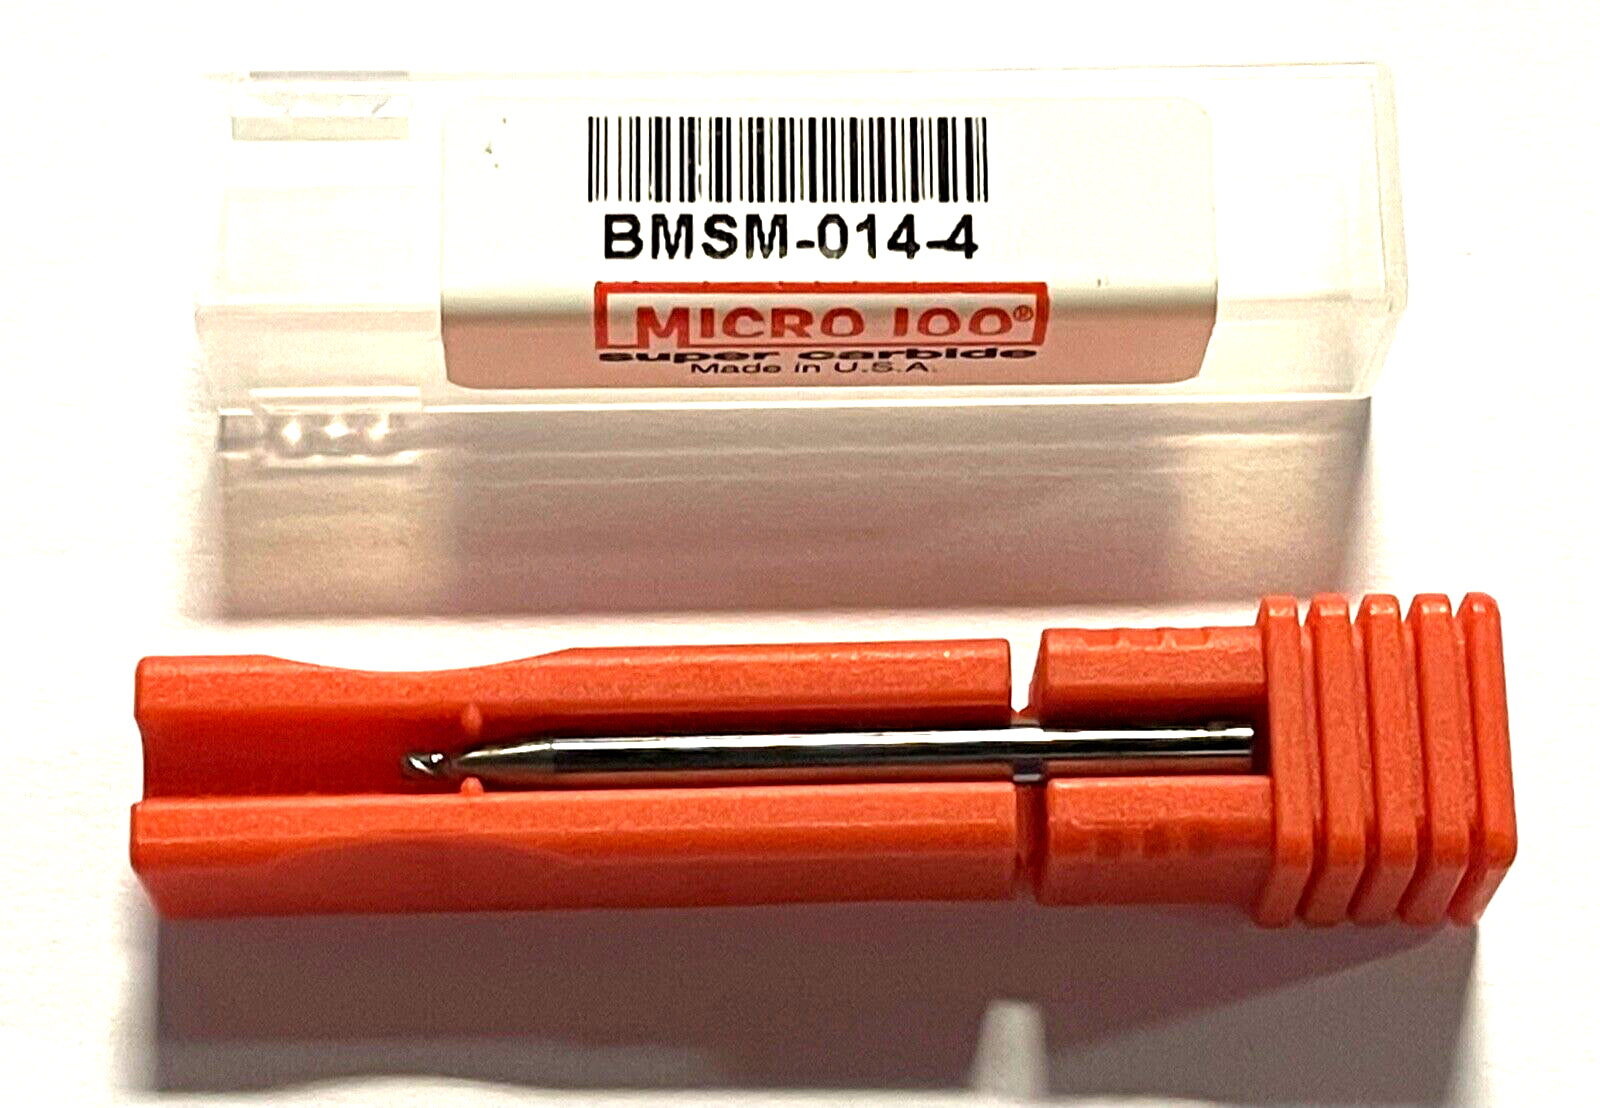 BMSM-014-4
MICRO 100®
super carbide
Made in U.S.A.